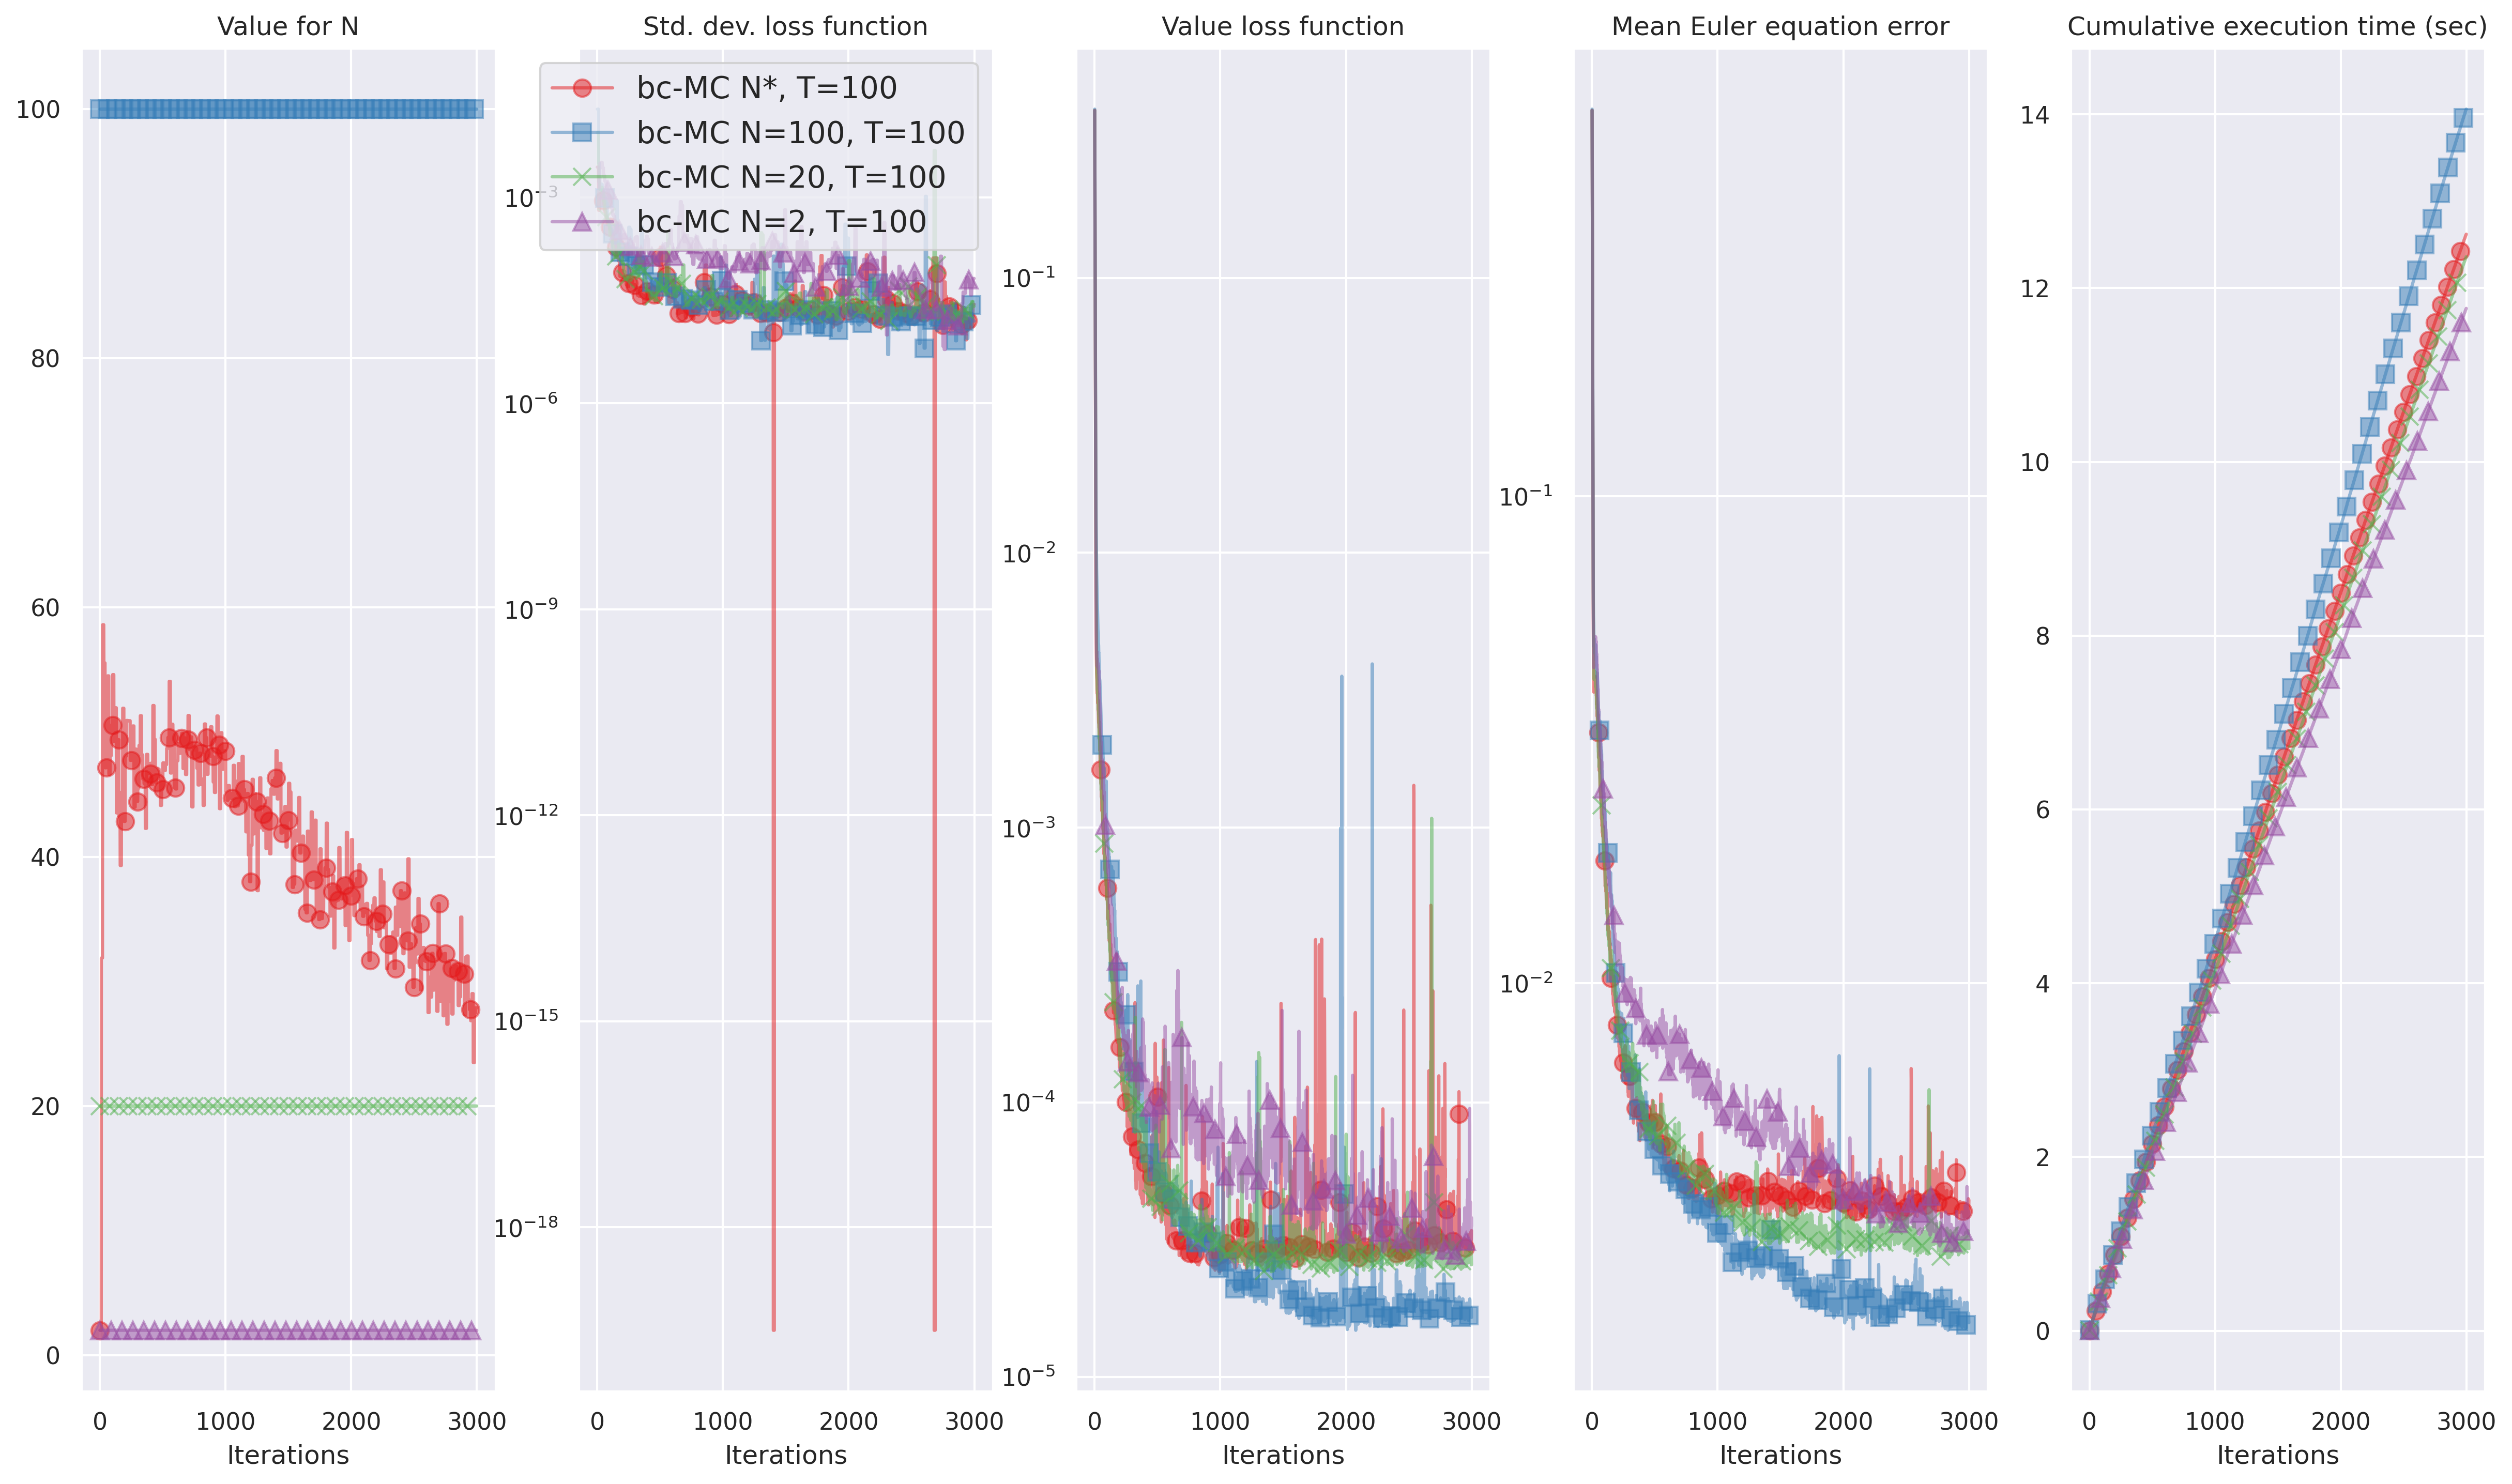 Value for N
Std. dev. loss function
Value loss function
Mean Euler equation error
Cumulative execution time (sec)
bc-MC N*, T=100
bc-MC N=100, T=100
bc-MC N=20, T=100
bc-MC N=2, T=100
100
80
60
40
20
0
10⁻³
10⁻⁶
10⁻⁹
10⁻¹²
10⁻¹⁵
10⁻¹⁸
10⁻¹
10⁻²
10⁻³
10⁻⁴
10⁻⁵
10⁻¹
10⁻²
14
12
10
8
6
4
2
0
0 1000 2000 3000
0 1000 2000 3000
0 1000 2000 3000
0 1000 2000 3000
0 1000 2000 3000
Iterations
Iterations
Iterations
Iterations
Iterations